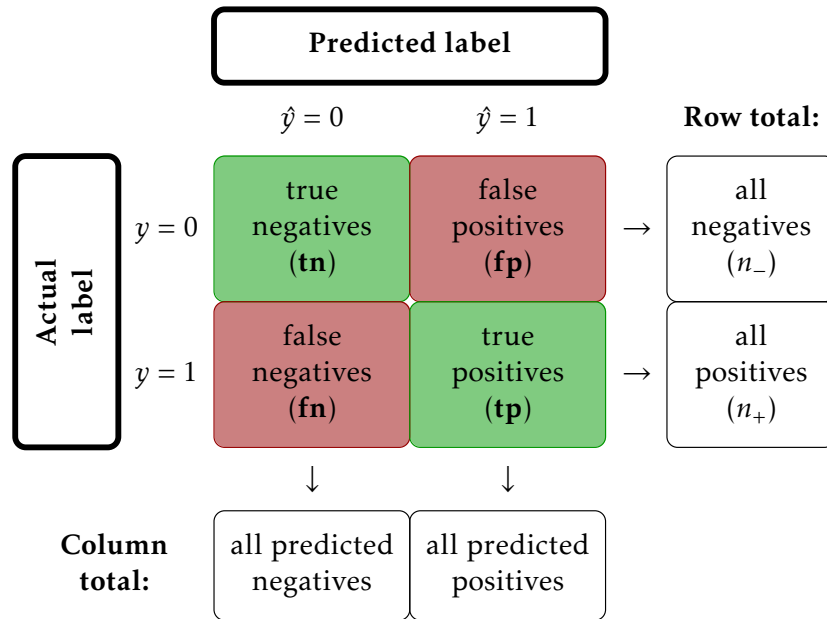 Predicted label
ŷ = 0
ŷ = 1
Row total:
Actual
label
y = 0
true
negatives
(tn)
false
positives
(fp)
→
all
negatives
(n₋)
y = 1
false
negatives
(fn)
true
positives
(tp)
→
all
positives
(n₊)
↓
↓
Column
total:
all predicted
negatives
all predicted
positives